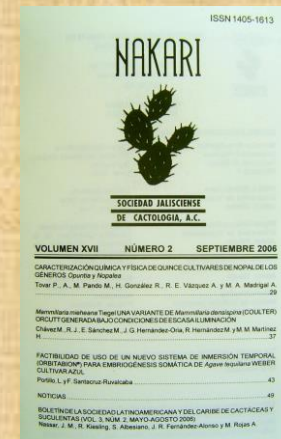 ISSN 1405-1613
NAKARI
SOCIEDAD JALISCIENSE
DE CACTOLOGIA, A.C.
VOLUMEN XVII NÚMERO 2 SEPTIEMBRE 2006
CARACTERIZACIÓN QUÍMICA Y FÍSICA DE QUINCE CULTIVARES DE NOPAL DE LOS
GÉNEROS Opuntia y Nopalea
Tovar P., A., M. Pando M., H. González R., R. E. Vázquez A. y M. A. Madrigal A.
29
Mammillaria meiheana Tiegel UNA VARIANTE DE Mammillaria densispina (COULTER)
ORCUTT GENERADA BAJO CONDICIONES DE ESCASA ILUMINACIÓN
Chávez M., R. J., E. Sánchez M., J. G. Hernández-Oria, R. Hernández M. y M. M. Martínez
H. 37
FACTIBILIDAD DE USO DE UN NUEVO SISTEMA DE INMERSIÓN TEMPORAL
(ORBITABION®) PARA EMBRIOGÉNESIS SOMÁTICA DE Agave tequilana WEBER
CULTIVAR AZUL
Portillo, L. y F. Santacruz-Ruvalcaba 43
NOTICIAS 49
BOLETÍN DE LA SOCIEDAD LATINOAMERICANA Y DEL CARIBE DE CACTACEAS Y
SUCULENTAS (VOL. 3, NÚM. 2, MAYO-AGOSTO 2006)
Nassar, J. M., R. Kiesling, S. Albesiano, J. R. Fernández-Alonso y M. Rojas A.